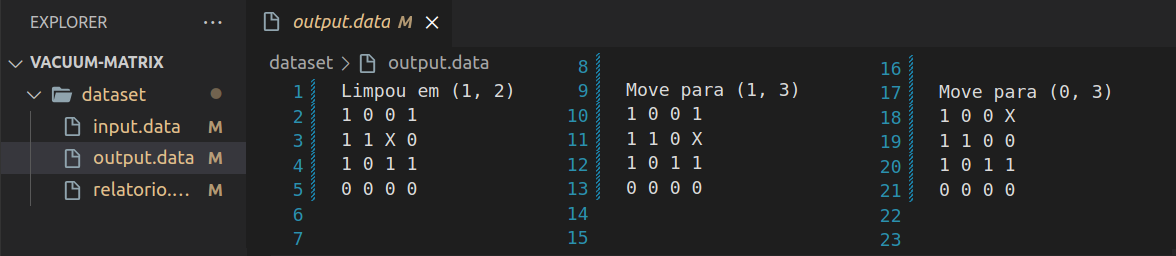 EXPLORER ...
VACUUM-MATRIX
dataset
input.data M
output.data M
relatorio.... M
output.data M
dataset > output.data
1 Limpou em (1, 2)
2 1 0 0 1
3 1 1 X 0
4 1 0 1 1
5 0 0 0 0
6
7
8
9 Move para (1, 3)
10 1 0 0 1
11 1 1 0 X
12 1 0 1 1
13 0 0 0 0
14
15
16
17 Move para (0, 3)
18 1 0 0 X
19 1 1 0 0
20 1 0 1 1
21 0 0 0 0
22
23